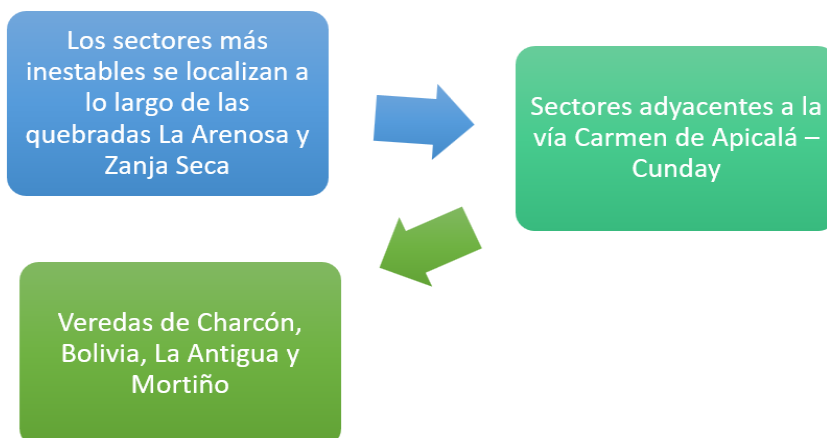 Los sectores más
inestables se localizan a
lo largo de las
quebradas La Arenosa y
Zanja Seca
Sectores adyacentes a la
vía Carmen de Apicalá –
Cunday
Veredas de Charcón,
Bolivia, La Antigua y
Mortiño